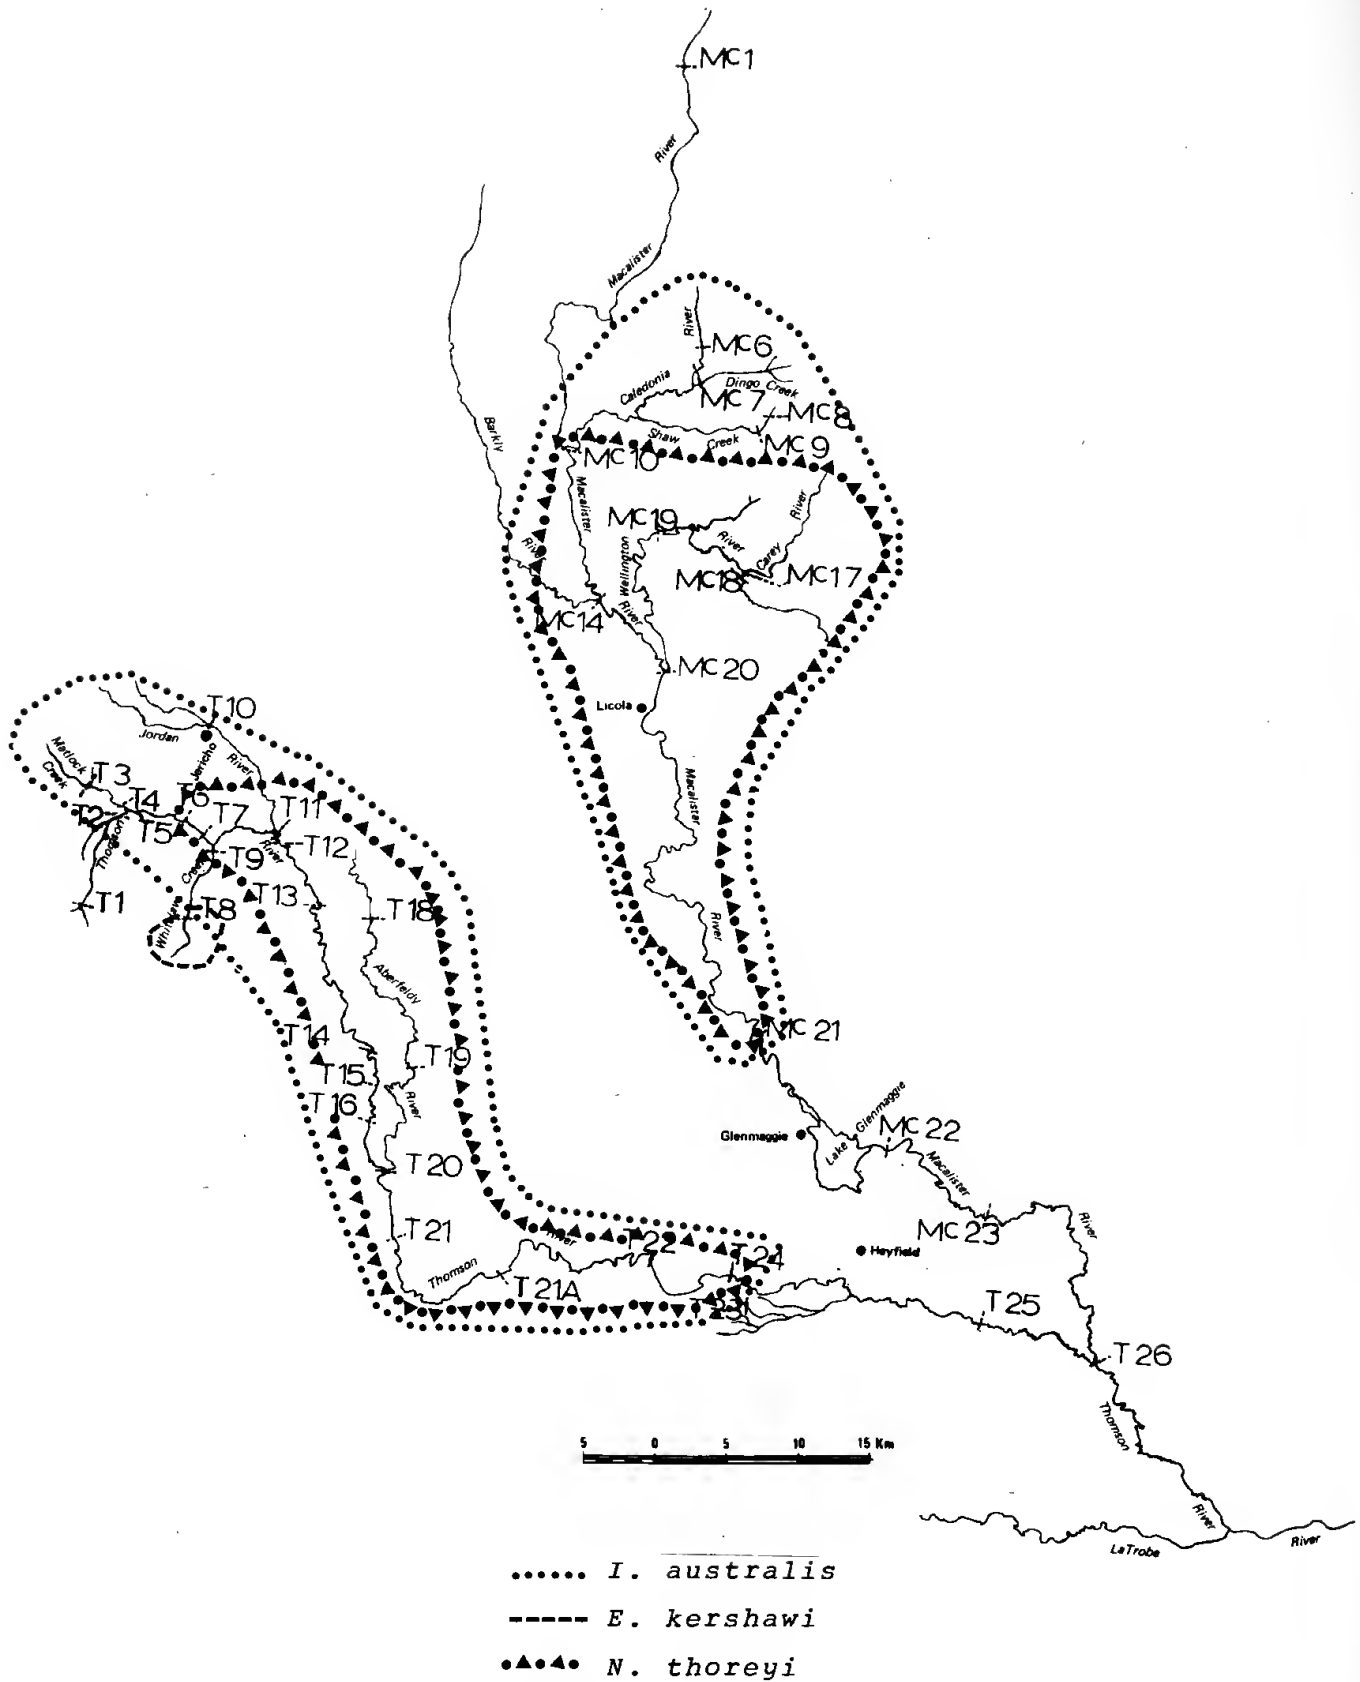 MC1
River
Macalister
River
MC6
Caledonia
Dingo Creek
MC7
MC8
Shaw Creek
MC9
MC10
Barkly
River
Macalister
MC19
River
Carey
River
Wellington
River
MC18
MC17
MC14
MC20
Licola
Macalister
River
MC21
T10
Jordan
River
Jericho
Matlock
Creek
T3
T2
T4
T6
T5
T7
T11
Thomson
River
T12
T9
Creek
T1
T8
T13
T18
Aberfeldy
River
T14
T15
T19
T16
T20
T21
Thomson
River
T21A
T22
T24
T23
Glenmaggie
Lake Glenmaggie
MC22
Macalister
River
MC23
Heyfield
T25
T26
Thomson
River
LaTrobe
River
5 0 5 10 15 Km
I. australis
E. kershawi
N. thoreyi